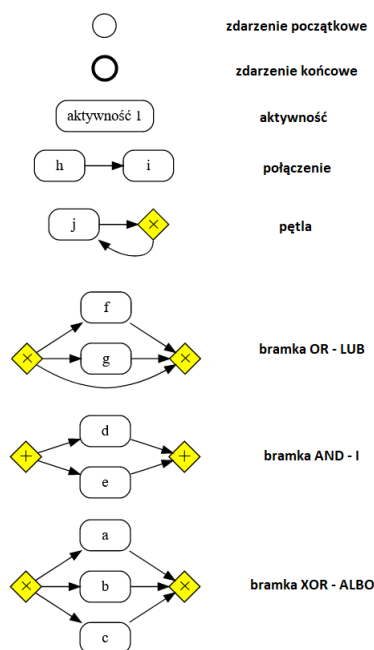 zdarzenie początkowe
zdarzenie końcowe
aktywność 1
aktywność
h
i
połączenie
j
pętla
f
g
bramka OR - LUB
d
e
bramka AND - I
a
b
c
bramka XOR - ALBO